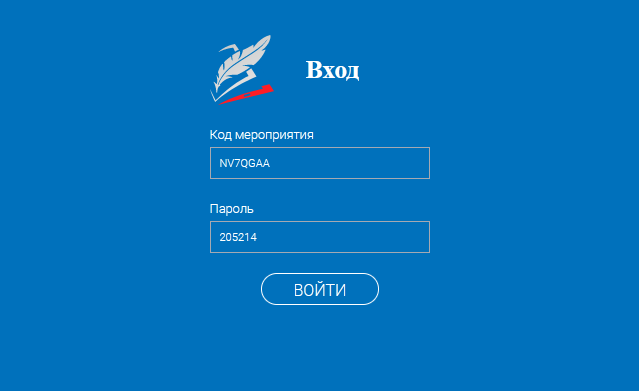 Вход
Код мероприятия
NV7QGAA
Пароль
205214
ВОЙТИ